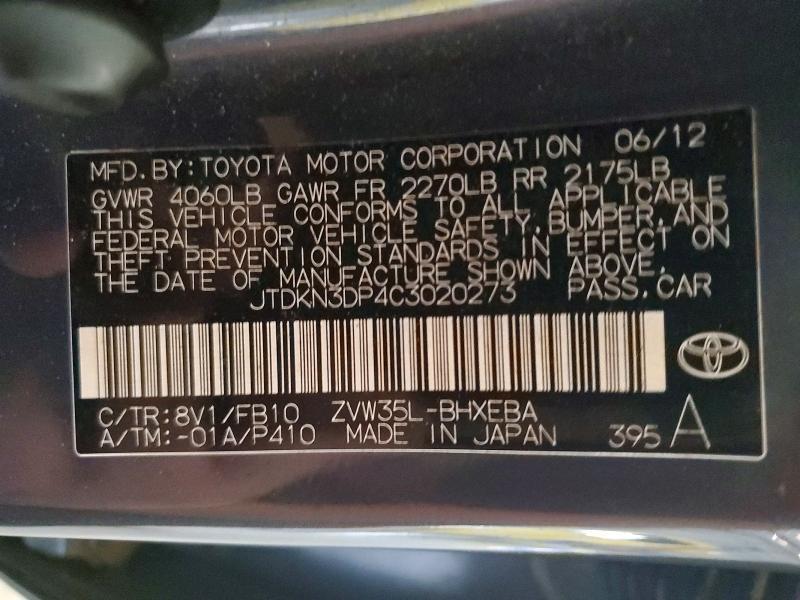 MFD. BY: TOYOTA MOTOR CORPORATION 06/12
GVWR 4060LB GAWR FR 2270LB RR 2175LB
THIS VEHICLE CONFORMS TO ALL APPLICABLE
FEDERAL MOTOR VEHICLE SAFETY, BUMPER, AND
THEFT PREVENTION STANDARDS IN EFFECT ON
THE DATE OF MANUFACTURE SHOWN ABOVE.
JTDKN3DP4C3020273 PASS. CAR
C/TR: 8V1/FB10 ZVW35L-BHXEBA
A/TM:-01A/P410 MADE IN JAPAN 395 A